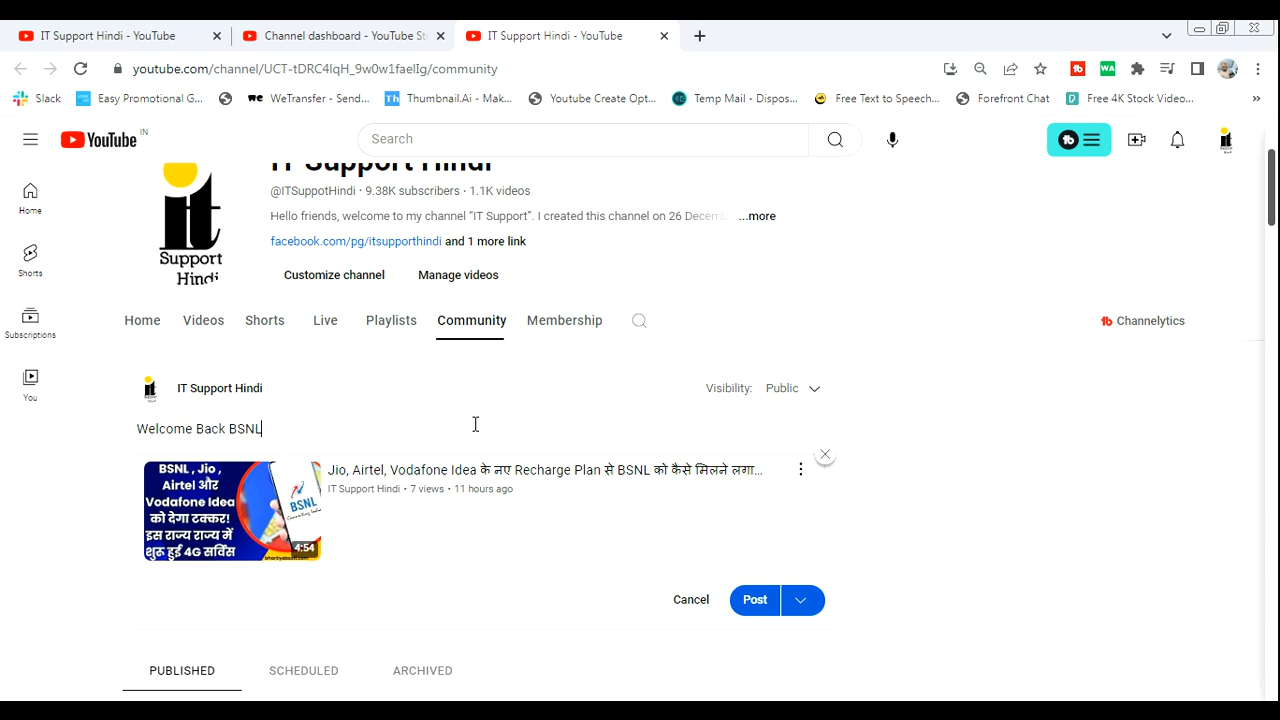 IT Support Hindi - YouTube
Channel dashboard - YouTube St
IT Support Hindi - YouTube
youtube.com/channel/UCT-tDRC4IqH_9w0w1faelIg/community
Slack
Easy Promotional G...
WeTransfer - Send...
Thumbnail.Ai - Mak...
Youtube Create Opt...
Temp Mail - Dispos...
Free Text to Speech...
Forefront Chat
Free 4K Stock Video...
YouTube IN
Search
IT Support Hindi
@ITSuppotHindi · 9.38K subscribers · 1.1K videos
Hello friends, welcome to my channel "IT Support". I created this channel on 26 Decem ...more
facebook.com/pg/itsupporthindi and 1 more link
Customize channel
Manage videos
it
Support
Hindi
Home
Shorts
Subscriptions
You
Home
Videos
Shorts
Live
Playlists
Community
Membership
Channelytics
IT Support Hindi
Visibility: Public
Welcome Back BSNL
BSNL , Jio ,
Airtel और
Vodafone Idea
को देगा टक्कर!
इस राज्य राज्य में
शुरू हुई 4G सर्विस
BSNL
4:54
Jio, Airtel, Vodafone Idea के नए Recharge Plan से BSNL को कैसे मिलने लगा...
IT Support Hindi · 7 views · 11 hours ago
Cancel
Post
PUBLISHED
SCHEDULED
ARCHIVED